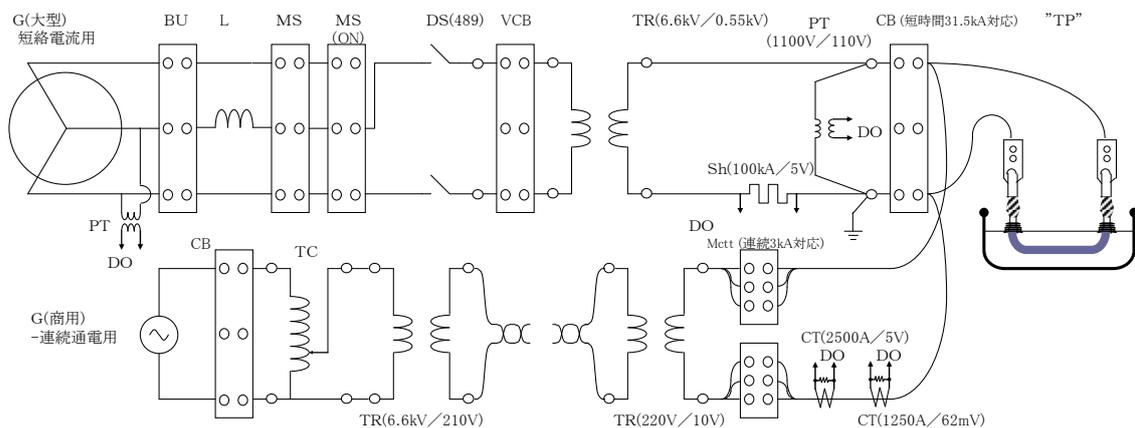 G(大型)
短絡電流用
BU
L
MS
MS
(ON)
DS(489)
VCB
TR(6.6kV／0.55kV)
PT
(1100V／110V)
CB (短時間31.5kA対応)
”TP”
DO
Sh(100kA／5V)
PT
DO
DO
Mctt (連続3kA対応)
CB
TC
G(商用)
-連続通電用
CT(2500A／5V)
DO
DO
TR(6.6kV／210V)
TR(220V／10V)
CT(1250A／62mV)